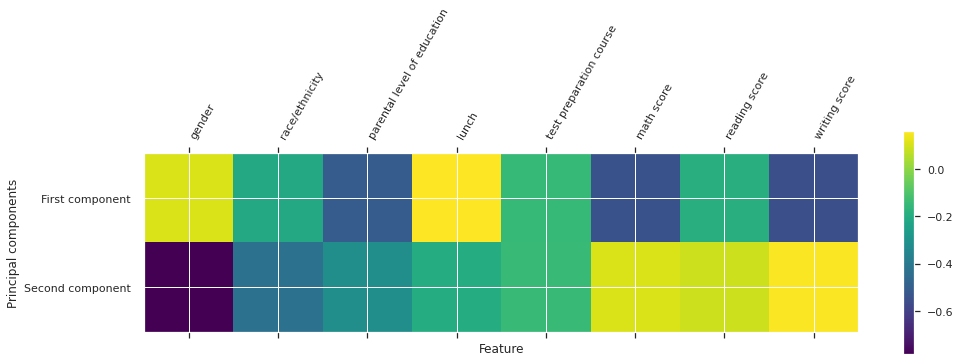 gender
race/ethnicity
parental level of education
lunch
test preparation course
math score
reading score
writing score
Principal components
First component
Second component
Feature
0.0
−0.2
−0.4
−0.6